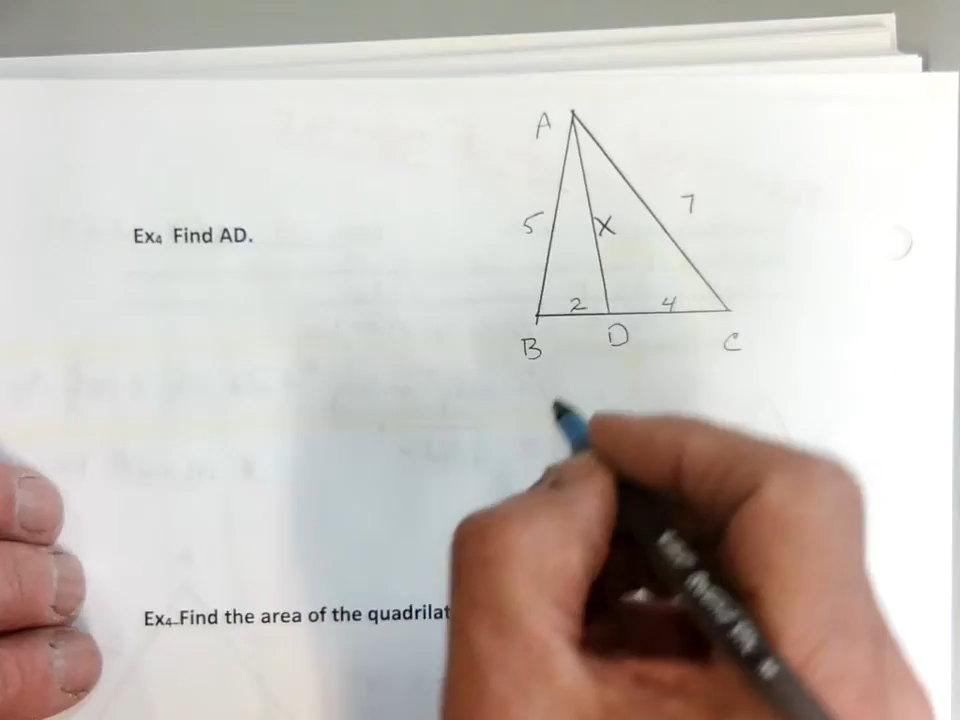 A
7
5 X
Ex4 Find AD.
2 4
B D C
Ex4 Find the area of the quadrilat